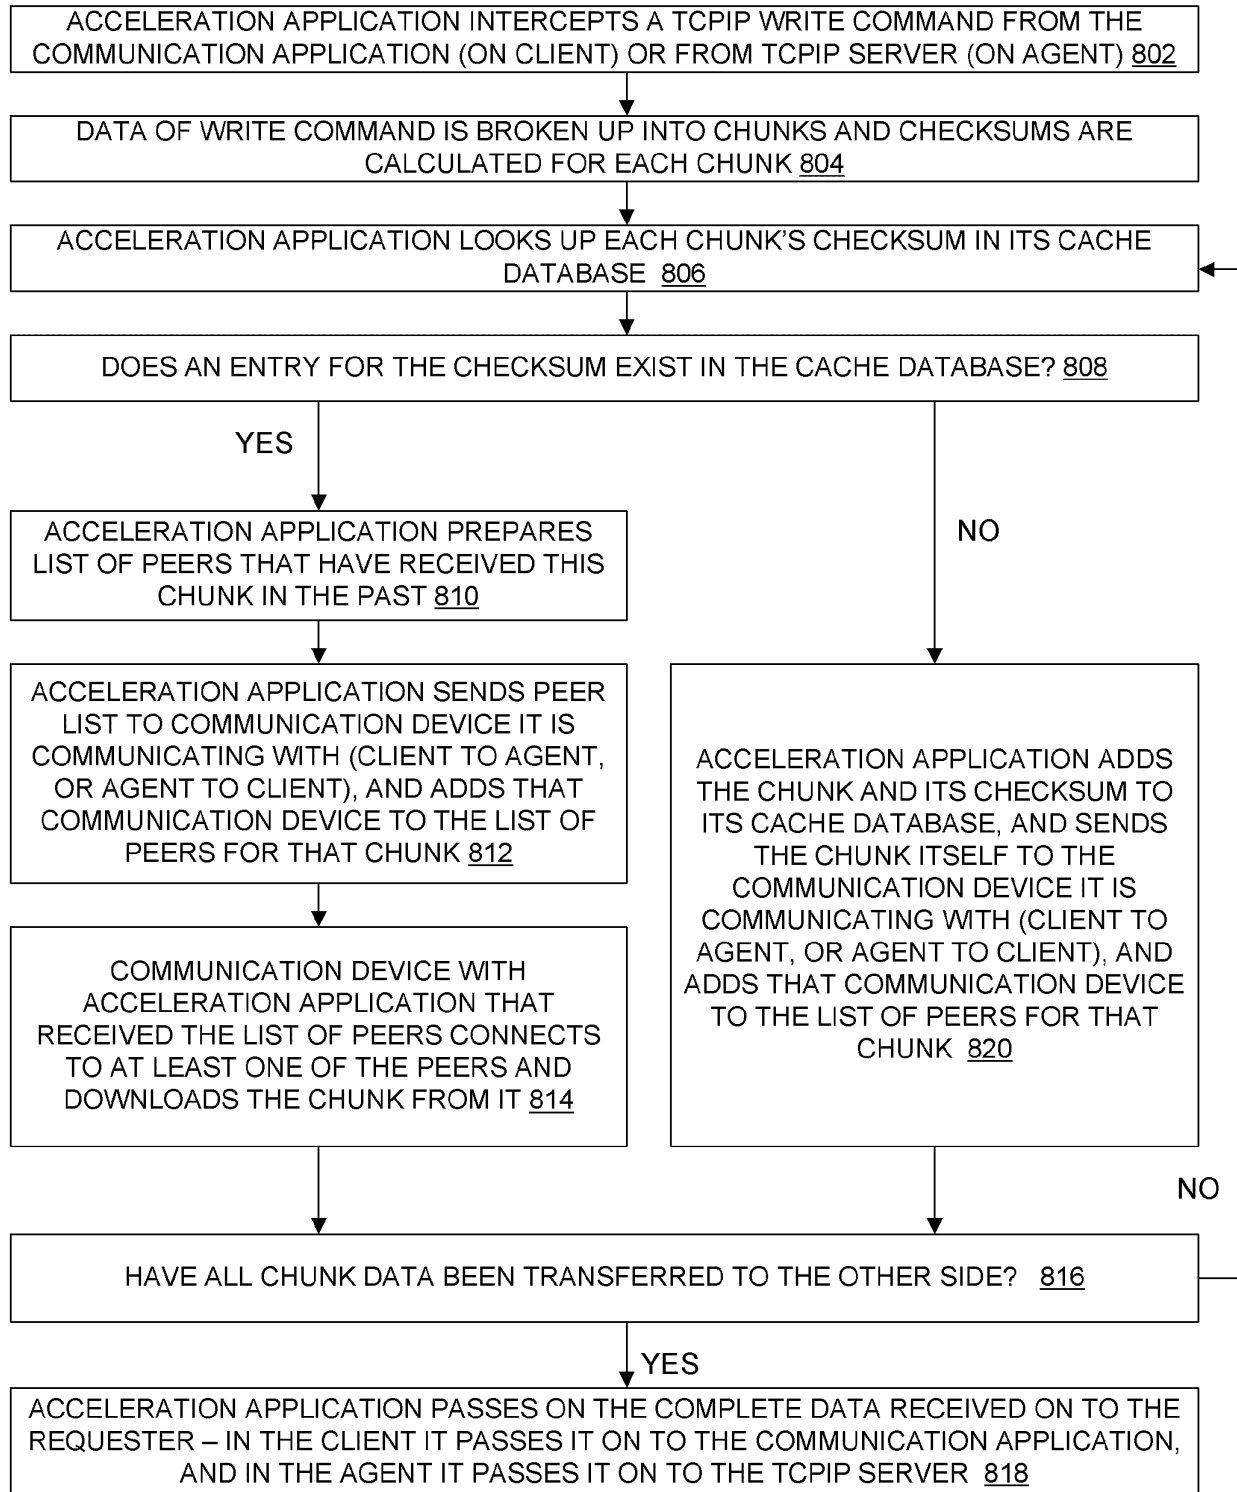 ACCELERATION APPLICATION INTERCEPTS A TCPIP WRITE COMMAND FROM THE
COMMUNICATION APPLICATION (ON CLIENT) OR FROM TCPIP SERVER (ON AGENT) 802
DATA OF WRITE COMMAND IS BROKEN UP INTO CHUNKS AND CHECKSUMS ARE
CALCULATED FOR EACH CHUNK 804
ACCELERATION APPLICATION LOOKS UP EACH CHUNK’S CHECKSUM IN ITS CACHE
DATABASE 806
DOES AN ENTRY FOR THE CHECKSUM EXIST IN THE CACHE DATABASE? 808
YES
NO
ACCELERATION APPLICATION PREPARES
LIST OF PEERS THAT HAVE RECEIVED THIS
CHUNK IN THE PAST 810
ACCELERATION APPLICATION SENDS PEER
LIST TO COMMUNICATION DEVICE IT IS
COMMUNICATING WITH (CLIENT TO AGENT,
OR AGENT TO CLIENT), AND ADDS THAT
COMMUNICATION DEVICE TO THE LIST OF
PEERS FOR THAT CHUNK 812
COMMUNICATION DEVICE WITH
ACCELERATION APPLICATION THAT
RECEIVED THE LIST OF PEERS CONNECTS
TO AT LEAST ONE OF THE PEERS AND
DOWNLOADS THE CHUNK FROM IT 814
ACCELERATION APPLICATION ADDS
THE CHUNK AND ITS CHECKSUM TO
ITS CACHE DATABASE, AND SENDS
THE CHUNK ITSELF TO THE
COMMUNICATION DEVICE IT IS
COMMUNICATING WITH (CLIENT TO
AGENT, OR AGENT TO CLIENT), AND
ADDS THAT COMMUNICATION DEVICE
TO THE LIST OF PEERS FOR THAT
CHUNK 820
NO
HAVE ALL CHUNK DATA BEEN TRANSFERRED TO THE OTHER SIDE? 816
YES
ACCELERATION APPLICATION PASSES ON THE COMPLETE DATA RECEIVED ON TO THE
REQUESTER – IN THE CLIENT IT PASSES IT ON TO THE COMMUNICATION APPLICATION,
AND IN THE AGENT IT PASSES IT ON TO THE TCPIP SERVER 818